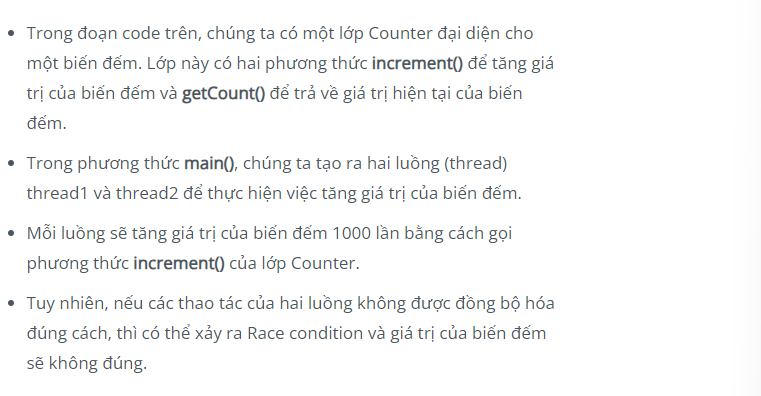 Trong đoạn code trên, chúng ta có một lớp Counter đại diện cho
một biến đếm. Lớp này có hai phương thức increment() để tăng giá
trị của biến đếm và getCount() để trả về giá trị hiện tại của biến
đếm.
Trong phương thức main(), chúng ta tạo ra hai luồng (thread)
thread1 và thread2 để thực hiện việc tăng giá trị của biến đếm.
Mỗi luồng sẽ tăng giá trị của biến đếm 1000 lần bằng cách gọi
phương thức increment() của lớp Counter.
Tuy nhiên, nếu các thao tác của hai luồng không được đồng bộ hóa
đúng cách, thì có thể xảy ra Race condition và giá trị của biến đếm
sẽ không đúng.